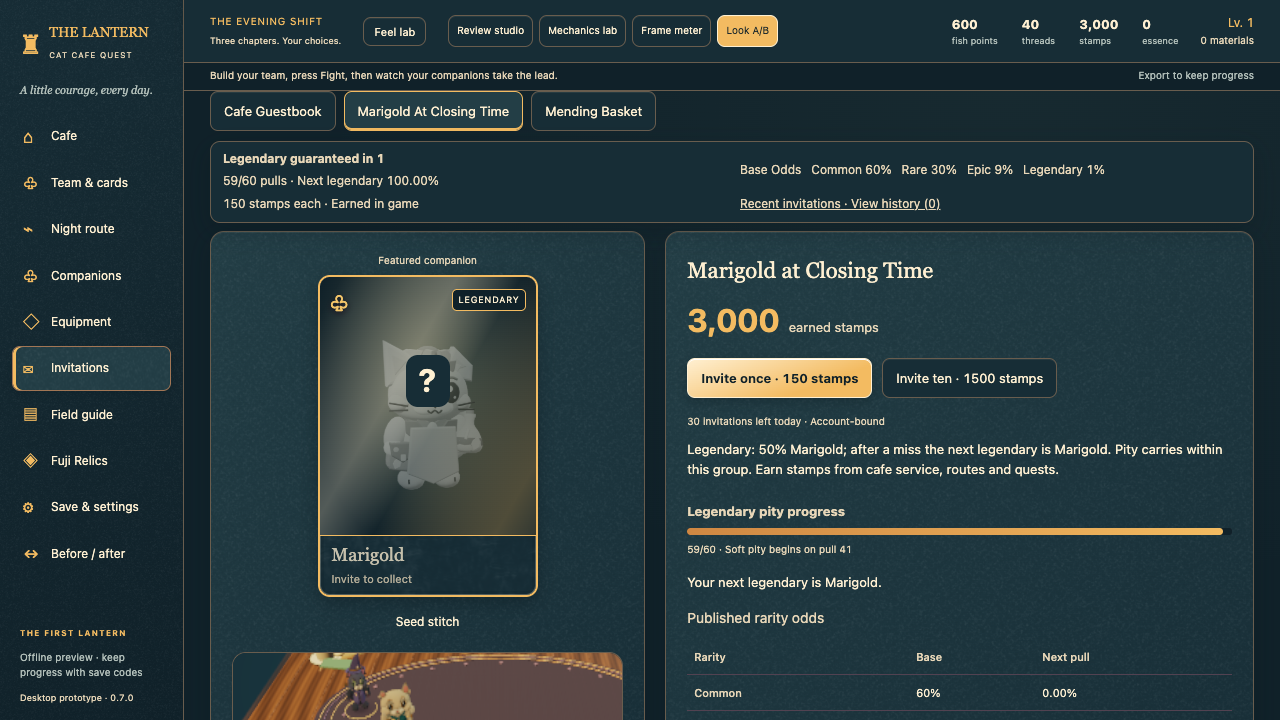 THE LANTERN
CAT CAFE QUEST
A little courage, every day.
Cafe
Team & cards
Night route
Companions
Equipment
Invitations
Field guide
Fuji Relics
Save & settings
Before / after
THE FIRST LANTERN
Offline preview · keep
progress with save codes
Desktop prototype · 0.7.0
THE EVENING SHIFT
Three chapters. Your choices.
Feel lab
Review studio
Mechanics lab
Frame meter
Look A/B
600
fish points
40
threads
3,000
stamps
0
essence
Lv. 1
0 materials
Build your team, press Fight, then watch your companions take the lead.
Export to keep progress
Cafe Guestbook
Marigold At Closing Time
Mending Basket
Legendary guaranteed in 1
59/60 pulls · Next legendary 100.00%
150 stamps each · Earned in game
Base Odds Common 60% Rare 30% Epic 9% Legendary 1%
Recent invitations · View history (0)
Featured companion
LEGENDARY
?
Marigold
Invite to collect
Seed stitch
Marigold at Closing Time
3,000 earned stamps
Invite once · 150 stamps
Invite ten · 1500 stamps
30 invitations left today · Account-bound
Legendary: 50% Marigold; after a miss the next legendary is Marigold. Pity carries within
this group. Earn stamps from cafe service, routes and quests.
Legendary pity progress
59/60 · Soft pity begins on pull 41
Your next legendary is Marigold.
Published rarity odds
Rarity Base Next pull
Common 60% 0.00%